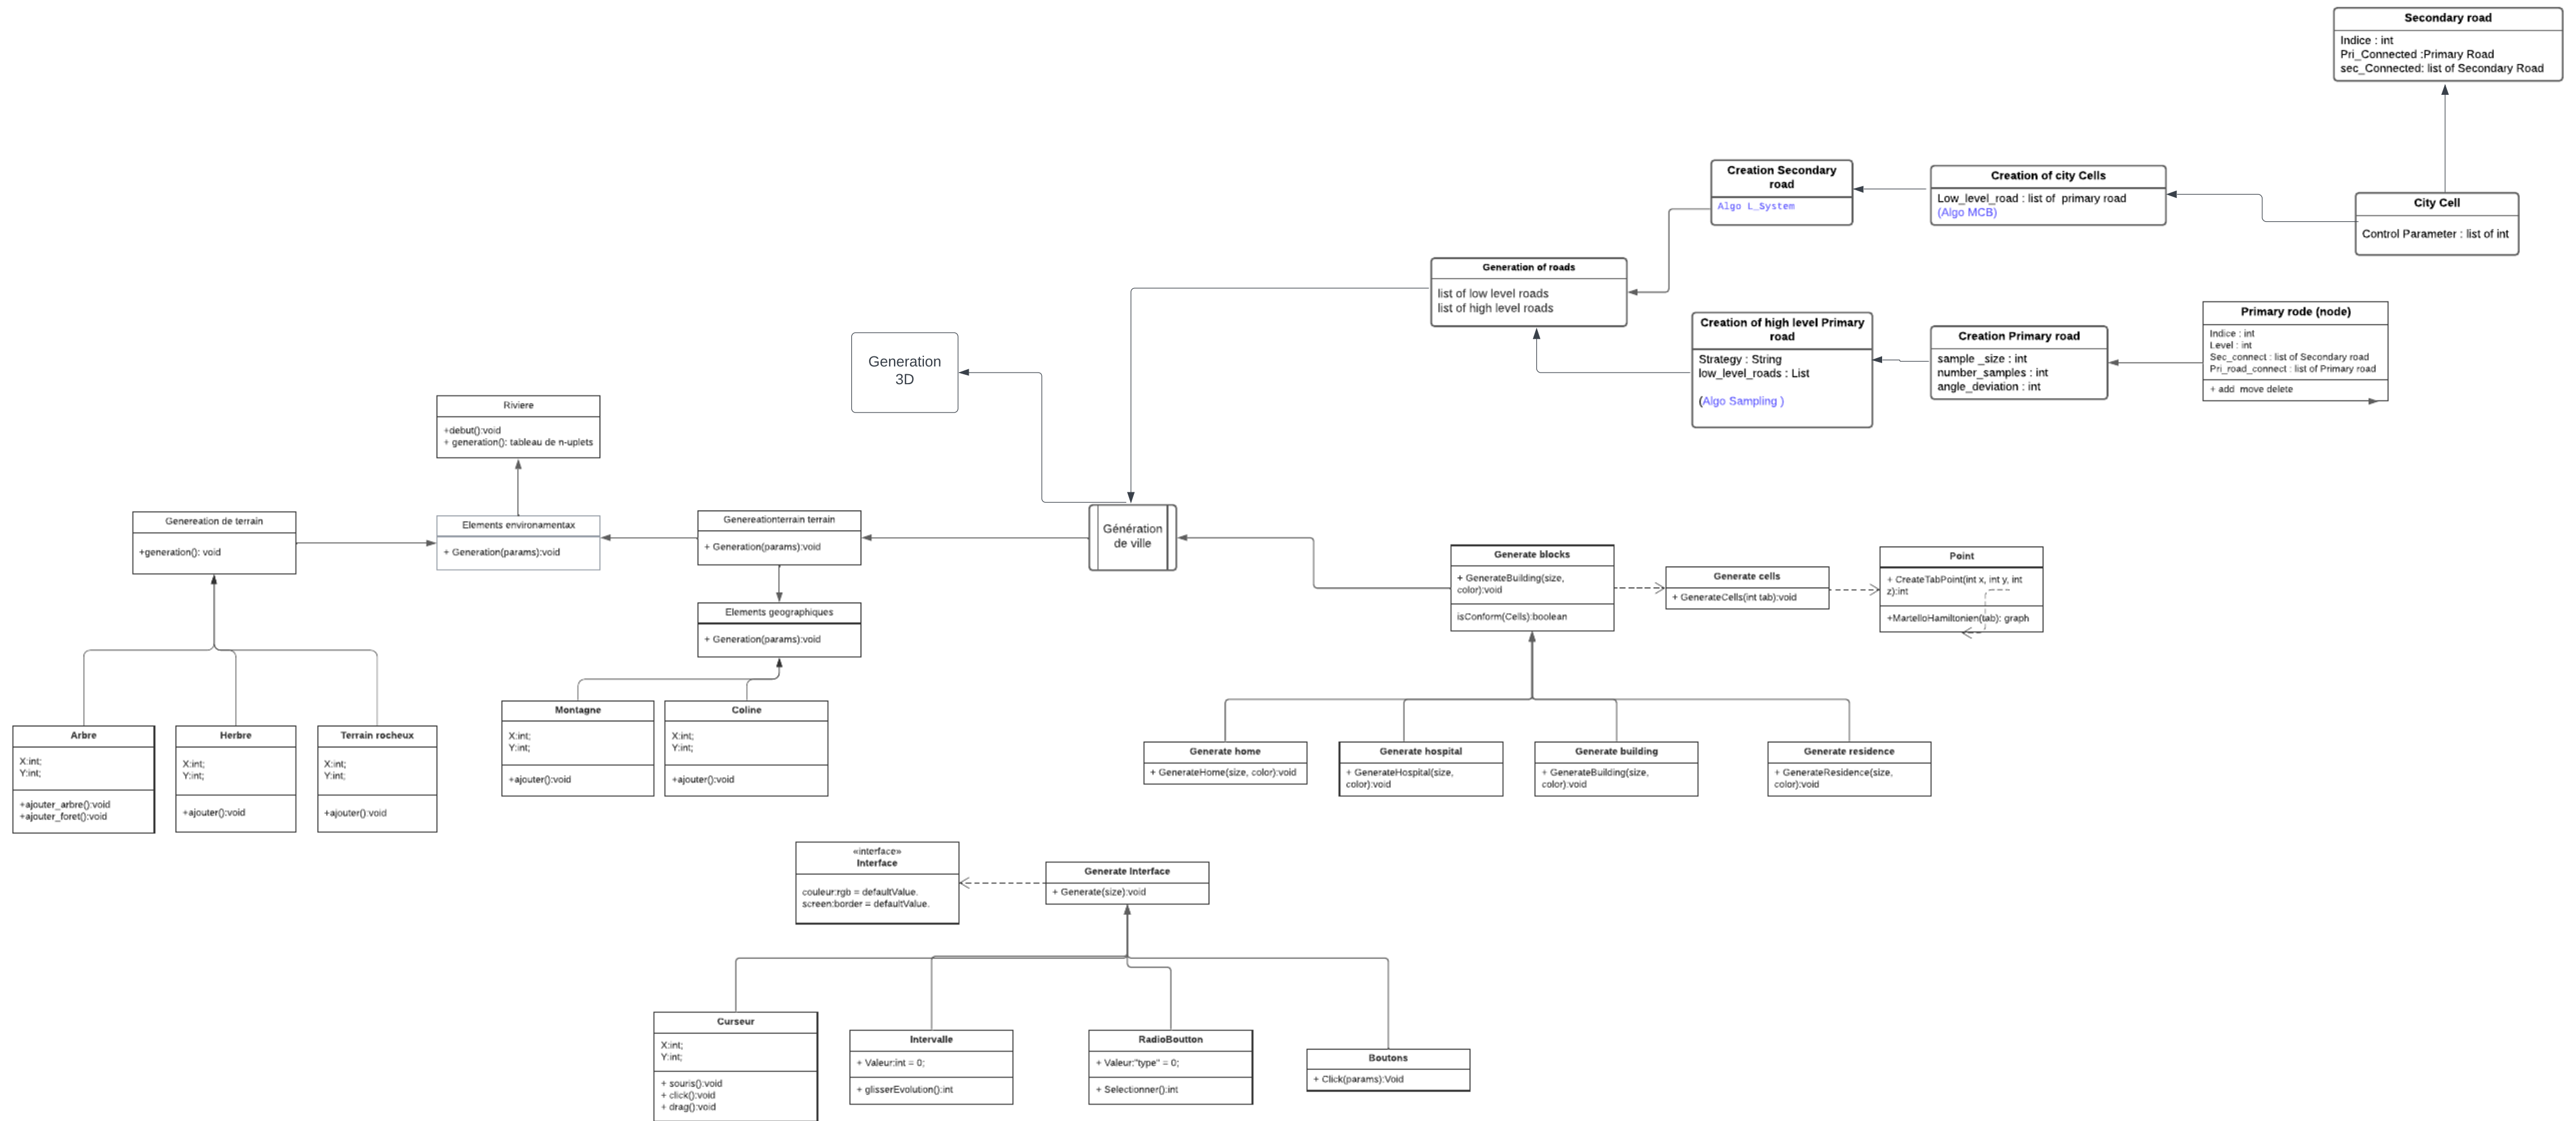 Secondary road
Indice : int
Pri_Connected :Primary Road
sec_Connected: list of Secondary Road
Creation Secondary
road
Algo L_System
Creation of city Cells
Low_level_road : list of  primary road
(Algo MCB)
City Cell
Control Parameter : list of int
Generation of roads
list of low level roads
list of high level roads
Creation of high level Primary
road
Strategy : String
low_level_roads : List
(Algo Sampling )
Creation Primary road
sample _size : int
number_samples : int
angle_deviation : int
Primary rode (node)
Indice : int
Level : int
Sec_connect : list of Secondary road
Pri_road_connect : list of Primary road
+ add  move delete
Generation
3D
Riviere
+debut():void
+ generation(): tableau de n-uplets
Genereation de terrain
+generation(): void
Elements environamentax
+ Generation(params):void
Genereationterrain terrain
+ Generation(params):void
Génération
de ville
Elements geographiques
+ Generation(params):void
Generate blocks
+ GenerateBuilding(size,
color):void
isConform(Cells):boolean
Generate cells
+ GenerateCells(int tab):void
Point
+ CreateTabPoint(int x, int y, int
z):int
+MartelloHamiltonien(tab): graph
Arbre
X:int;
Y:int;
+ajouter_arbre():void
+ajouter_foret():void
Herbre
X:int;
Y:int;
+ajouter():void
Terrain rocheux
X:int;
Y:int;
+ajouter():void
Montagne
X:int;
Y:int;
+ajouter():void
Coline
X:int;
Y:int;
+ajouter():void
Generate home
+ GenerateHome(size, color):void
Generate hospital
+ GenerateHospital(size,
color):void
Generate building
+ GenerateBuilding(size,
color):void
Generate residence
+ GenerateResidence(size,
color):void
«interface»
Interface
couleur:rgb = defaultValue.
screen:border = defaultValue.
Generate Interface
+ Generate(size):void
Curseur
X:int;
Y:int;
+ souris():void
+ click():void
+ drag():void
Intervalle
+ Valeur:int = 0;
+ glisserEvolution():int
RadioBoutton
+ Valeur:"type" = 0;
+ Selectionner():int
Boutons
+ Click(params):Void